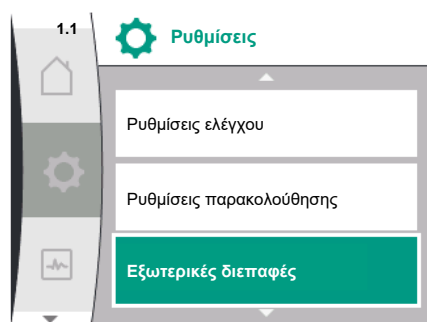 1.1
Ρυθμίσεις
Ρυθμίσεις ελέγχου
Ρυθμίσεις παρακολούθησης
Εξωτερικές διεπαφές